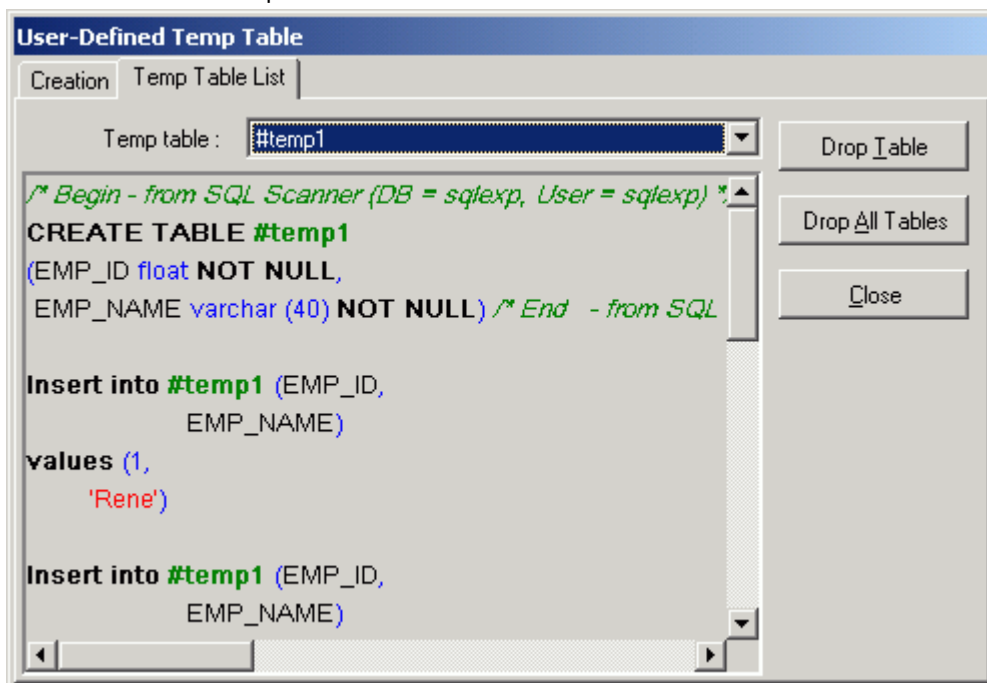 User-Defined Temp Table
Creation Temp Table List
Temp table : #temp1
Drop Table
Drop All Tables
Close
/* Begin - from SQL Scanner (DB = sqlexp, User = sqlexp) *
CREATE TABLE #temp1
(EMP_ID float NOT NULL,
EMP_NAME varchar (40) NOT NULL) /* End - from SQL
Insert into #temp1 (EMP_ID,
EMP_NAME)
values (1,
'Rene')
Insert into #temp1 (EMP_ID,
EMP_NAME)